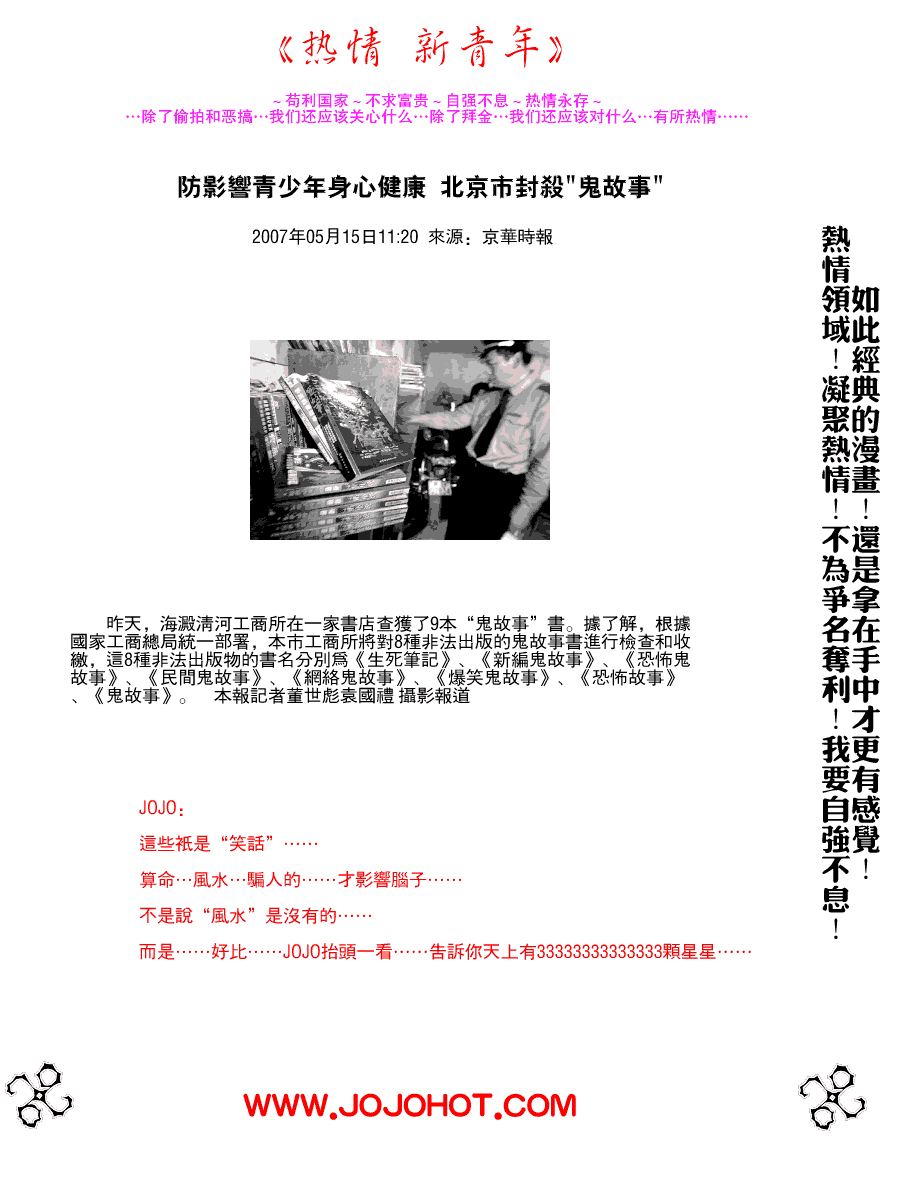 《热情 新青年》
～苟利国家～不求富贵～自强不息～热情永存～
…除了偷拍和恶搞…我们还应该关心什么…除了拜金…我们还应该对什么…有所热情……
防影響青少年身心健康 北京市封殺"鬼故事"
2007年05月15日11:20 來源：京華時報
昨天，海澱淸河工商所在一家書店查獲了9本“鬼故事”書。據了解，根據
國家工商總局統一部署，本市工商所將對8種非法出版的鬼故事書進行檢查和收
繳，這8種非法出版物的書名分別爲《生死筆記》、《新編鬼故事》、《恐怖鬼
故事》、《民間鬼故事》、《網絡鬼故事》、《爆笑鬼故事》、《恐怖故事》
、《鬼故事》。 本報記者董世彪袁國禮 攝影報道
JOJO：
這些衹是“笑話”……
算命…風水…騙人的……才影響腦子……
不是說“風水”是沒有的……
而是……好比……JOJO抬頭一看……告訴你天上有33333333333333顆星星……
如此經典的漫畫！還是拿在手中才更有感覺！
熱情領域！凝聚熱情！不為爭名奪利！我要自強不息！
WWW.JOJOHOT.COM